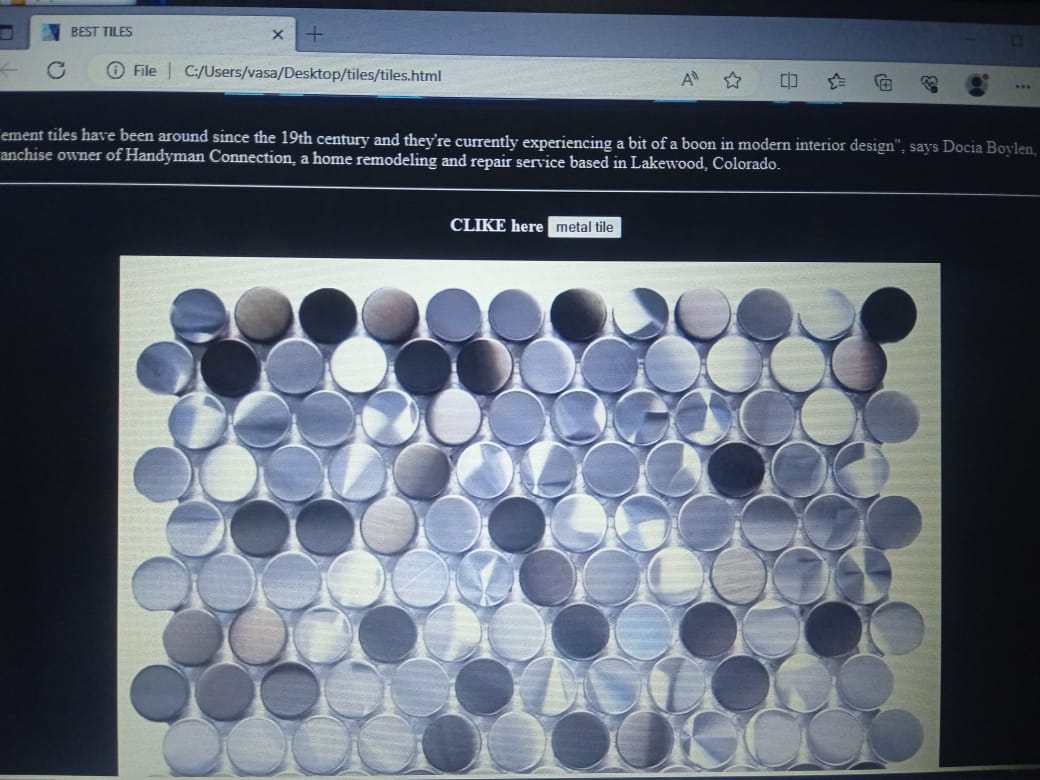 BEST TILES
File
C:/Users/vasa/Desktop/tiles/tiles.html
ement tiles have been around since the 19th century and they're currently experiencing a bit of a boon in modern interior design", says Docia Boylen,
anchise owner of Handyman Connection, a home remodeling and repair service based in Lakewood, Colorado.
CLIKE here metal tile